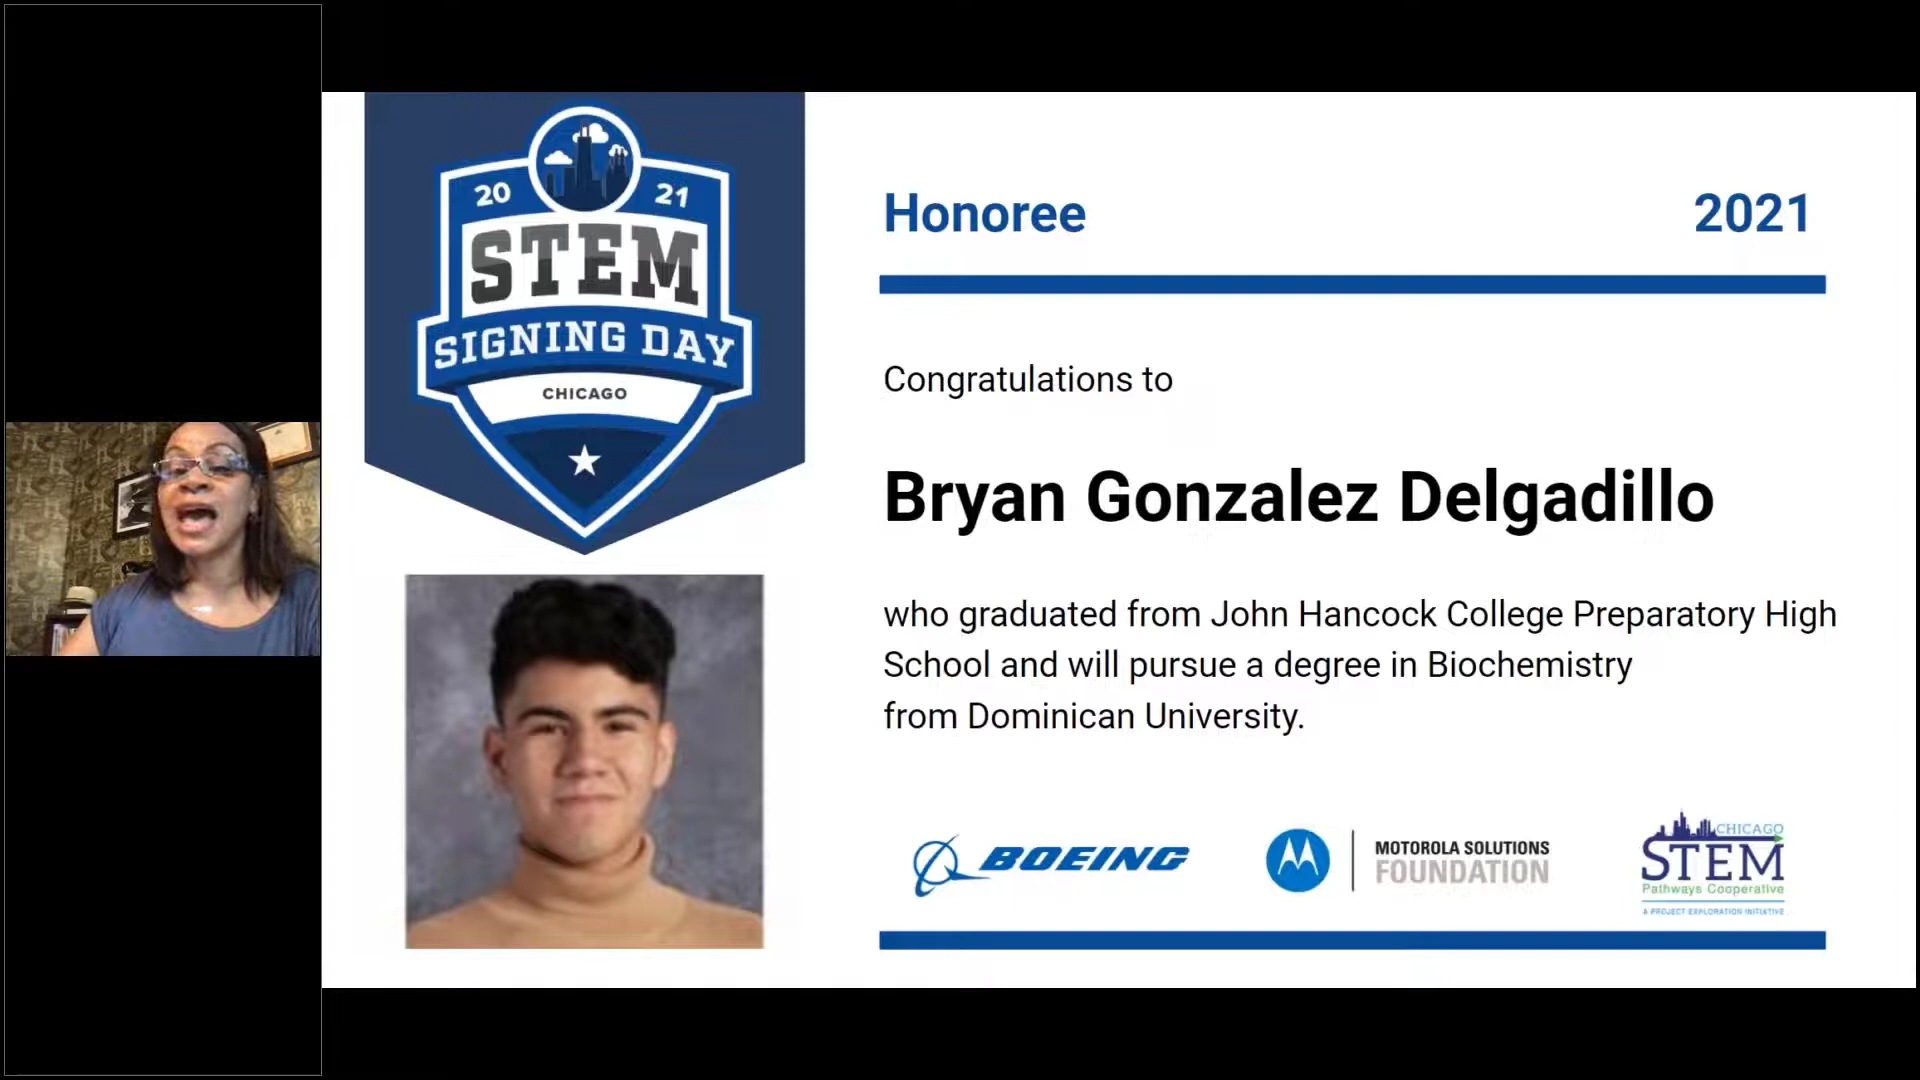 20 21
STEM
SIGNING DAY
CHICAGO
Honoree 2021
Congratulations to
Bryan Gonzalez Delgadillo
who graduated from John Hancock College Preparatory High
School and will pursue a degree in Biochemistry
from Dominican University.
BOEING
MOTOROLA SOLUTIONS
FOUNDATION
CHICAGO
STEM
Pathways Cooperative
A PROJECT EXPLORATION INITIATIVE